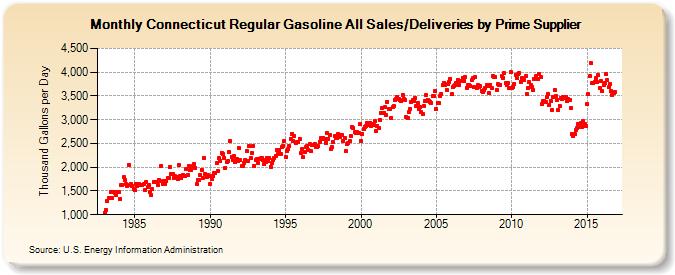 Monthly Connecticut Regular Gasoline All Sales/Deliveries by Prime Supplier
Thousand Gallons per Day
4,500
4,000
3,500
3,000
2,500
2,000
1,500
1,000
1985 1990 1995 2000 2005 2010 2015
Source: U.S. Energy Information Administration